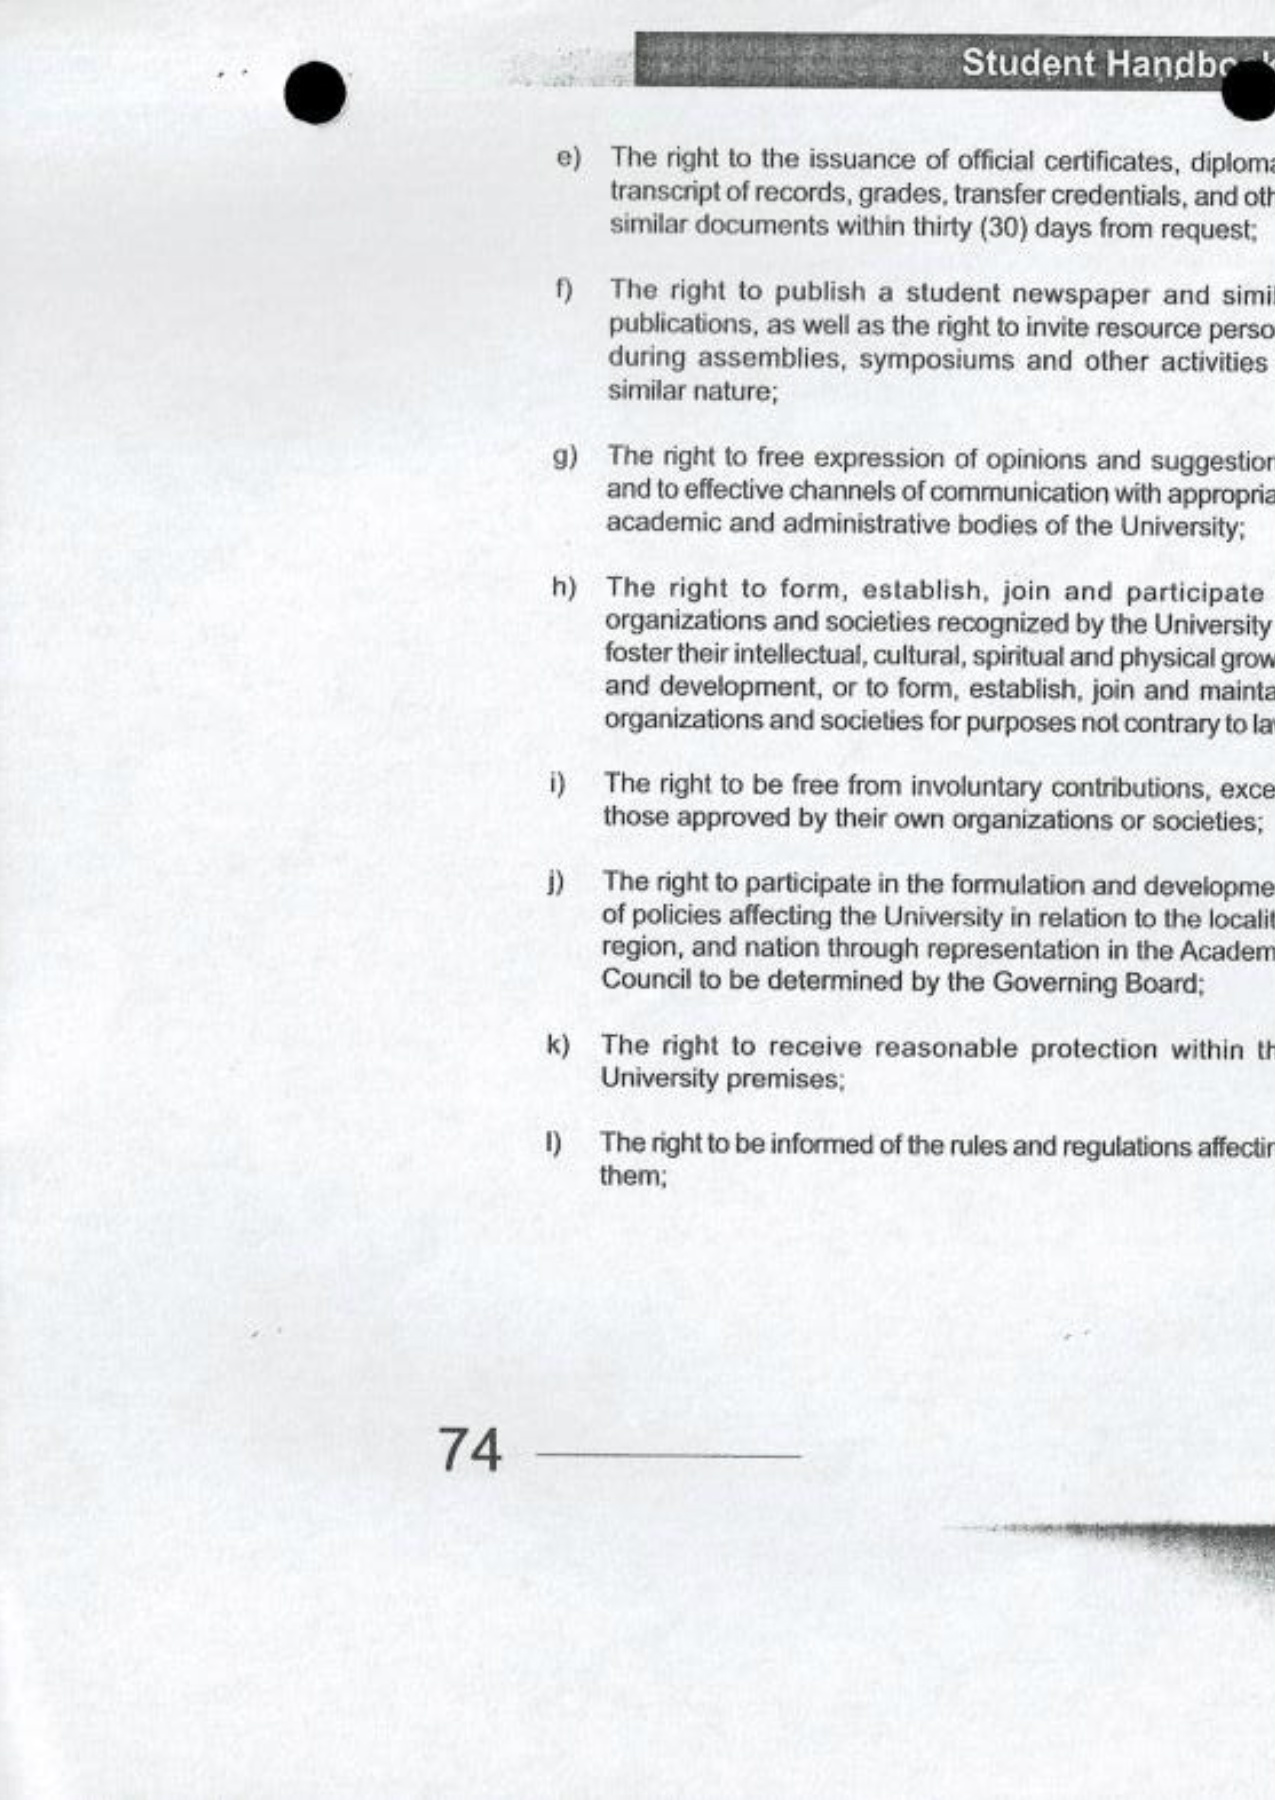 Student Handbo
e) The right to the issuance of official certificates, diploma
transcript of records, grades, transfer credentials, and oth
similar documents within thirty (30) days from request;
f) The right to publish a student newspaper and simil
publications, as well as the right to invite resource perso
during assemblies, symposiums and other activities
similar nature;
g) The right to free expression of opinions and suggestion
and to effective channels of communication with appropria
academic and administrative bodies of the University;
h) The right to form, establish, join and participate
organizations and societies recognized by the University
foster their intellectual, cultural, spiritual and physical grow
and development, or to form, establish, join and mainta
organizations and societies for purposes not contrary to la
i) The right to be free from involuntary contributions, exce
those approved by their own organizations or societies;
j) The right to participate in the formulation and developme
of policies affecting the University in relation to the localit
region, and nation through representation in the Academ
Council to be determined by the Governing Board;
k) The right to receive reasonable protection within th
University premises;
l) The right to be informed of the rules and regulations affectin
them;
74